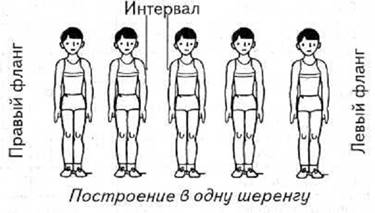 Интервал
Правый фланг
Левый фланг
Построение в одну шеренгу